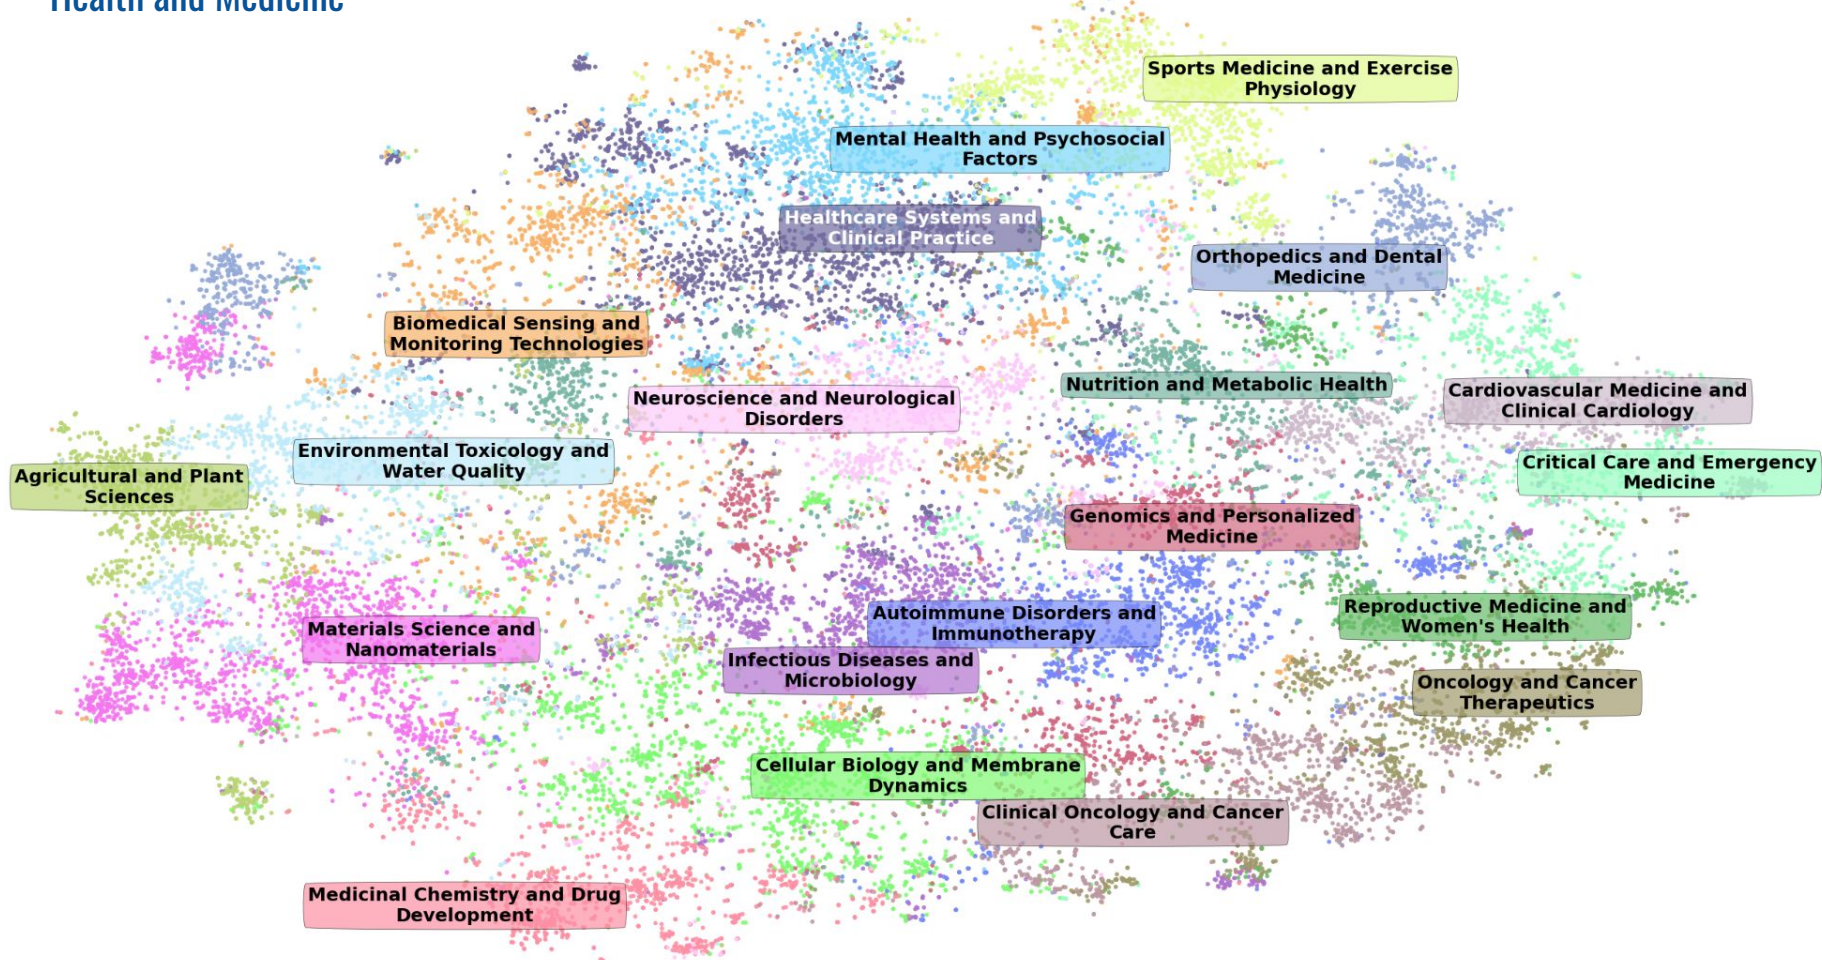 Health and Medicine
Sports Medicine and Exercise
Physiology
Mental Health and Psychosocial
Factors
Healthcare Systems and
Clinical Practice
Orthopedics and Dental
Medicine
Biomedical Sensing and
Monitoring Technologies
Neuroscience and Neurological
Disorders
Nutrition and Metabolic Health
Cardiovascular Medicine and
Clinical Cardiology
Environmental Toxicology and
Water Quality
Agricultural and Plant
Sciences
Critical Care and Emergency
Medicine
Genomics and Personalized
Medicine
Materials Science and
Nanomaterials
Autoimmune Disorders and
Immunotherapy
Reproductive Medicine and
Women's Health
Infectious Diseases and
Microbiology
Oncology and Cancer
Therapeutics
Cellular Biology and Membrane
Dynamics
Clinical Oncology and Cancer
Care
Medicinal Chemistry and Drug
Development